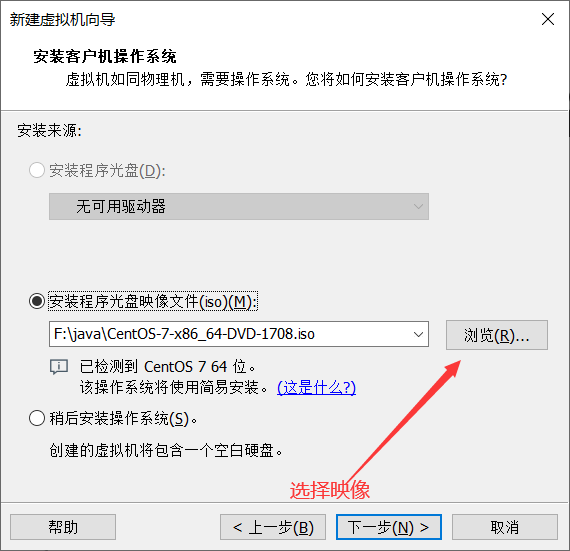 新建虚拟机向导
安装客户机操作系统
虚拟机如同物理机，需要操作系统。您将如何安装客户机操作系统?
安装来源:
安装程序光盘(D):
无可用驱动器
安装程序光盘映像文件(iso)(M):
F:\java\CentOS-7-x86_64-DVD-1708.iso
浏览(R)...
已检测到 CentOS 7 64 位。
该操作系统将使用简易安装。(这是什么?)
稍后安装操作系统(S)。
创建的虚拟机将包含一个空白硬盘。
选择映像
帮助
< 上一步(B)
下一步(N) >
取消